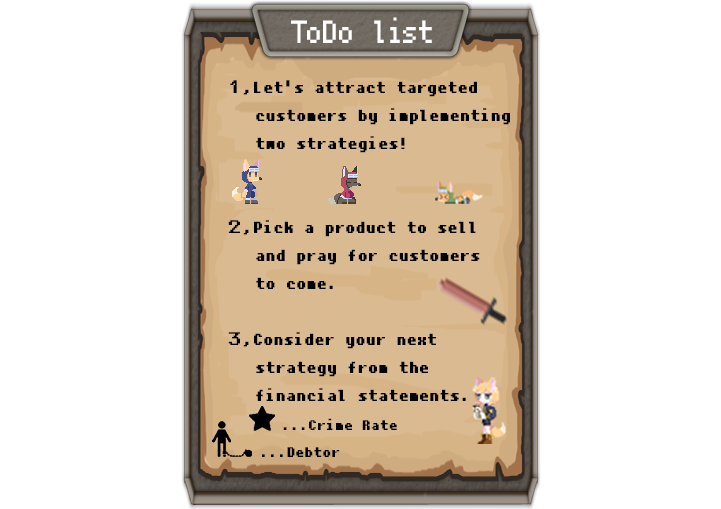 ToDo list
1,Let's attract targeted
customers by implementing
two strategies!
2,Pick a product to sell
and pray for customers
to come.
3,Consider your next
strategy from the
financial statements.
...Crime Rate
...Debtor